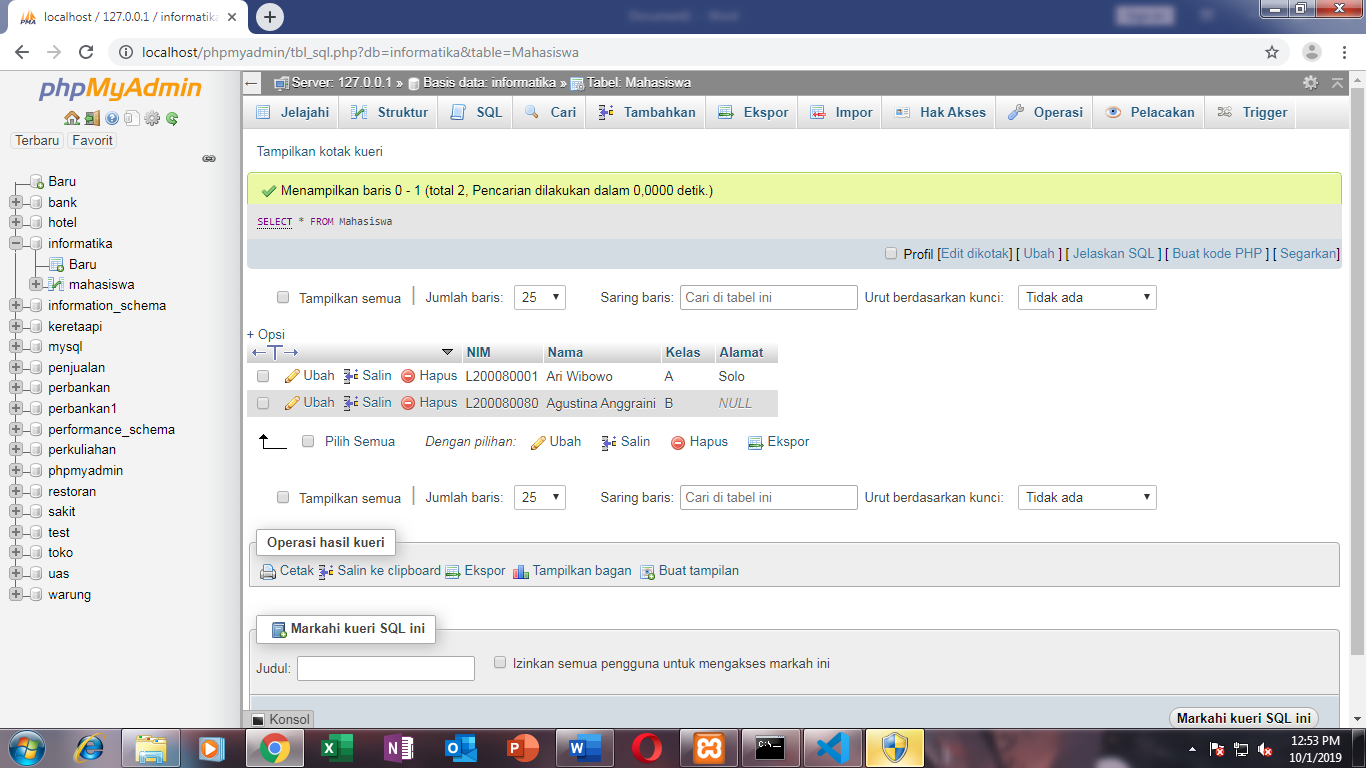 localhost / 127.0.0.1 / informatika
localhost/phpmyadmin/tbl_sql.php?db=informatika&table=Mahasiswa
phpMyAdmin
Terbaru Favorit
Baru
bank
hotel
informatika
Baru
mahasiswa
information_schema
keretaapi
mysql
penjualan
perbankan
perbankan1
performance_schema
perkuliahan
phpmyadmin
restoran
sakit
test
toko
uas
warung
Server: 127.0.0.1 » Basis data: informatika » Tabel: Mahasiswa
Jelajahi Struktur SQL Cari Tambahkan Ekspor Impor Hak Akses Operasi Pelacakan Trigger
Tampilkan kotak kueri
Menampilkan baris 0 - 1 (total 2, Pencarian dilakukan dalam 0,0000 detik.)
SELECT * FROM Mahasiswa
Profil [Edit dikotak] [ Ubah ] [ Jelaskan SQL ] [ Buat kode PHP ] [ Segarkan]
Tampilkan semua | Jumlah baris: 25 Saring baris: Cari di tabel ini Urut berdasarkan kunci: Tidak ada
+ Opsi
←T→ NIM Nama Kelas Alamat
Ubah Salin Hapus L200080001 Ari Wibowo A Solo
Ubah Salin Hapus L200080080 Agustina Anggraini B NULL
Pilih Semua Dengan pilihan: Ubah Salin Hapus Ekspor
Tampilkan semua | Jumlah baris: 25 Saring baris: Cari di tabel ini Urut berdasarkan kunci: Tidak ada
Operasi hasil kueri
Cetak Salin ke clipboard Ekspor Tampilkan bagan Buat tampilan
Markahi kueri SQL ini
Judul: Izinkan semua pengguna untuk mengakses markah ini
Konsol
Markahi kueri SQL ini
12:53 PM
10/1/2019